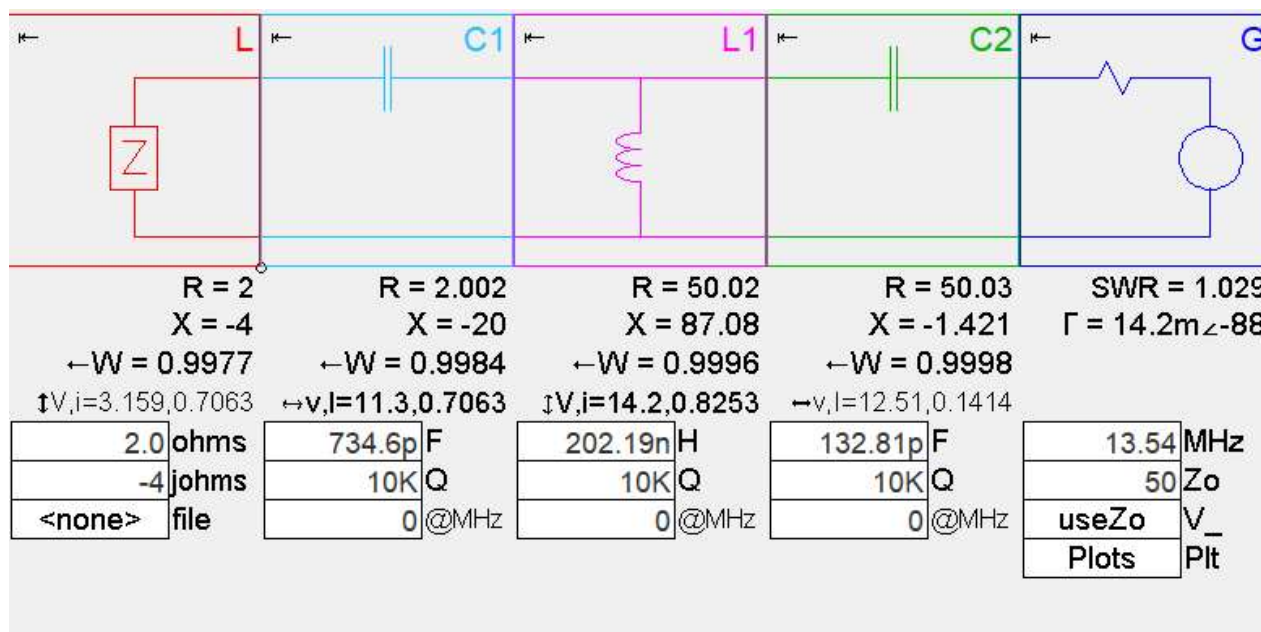 L C1 L1 C2 G
Z
R = 2 R = 2.002 R = 50.02 R = 50.03 SWR = 1.029
X = -4 X = -20 X = 87.08 X = -1.421 Γ = 14.2m∠-88
←W = 0.9977 ←W = 0.9984 ←W = 0.9996 ←W = 0.9998
↕V,i=3.159,0.7063 ↔v,I=11.3,0.7063 ↕V,i=14.2,0.8253 ↔v,I=12.51,0.1414
2.0 ohms 734.6p F 202.19n H 132.81p F 13.54 MHz
-4 johms 10K Q 10K Q 10K Q 50 Zo
<none> file 0 @MHz 0 @MHz 0 @MHz useZo V_
Plots Plt